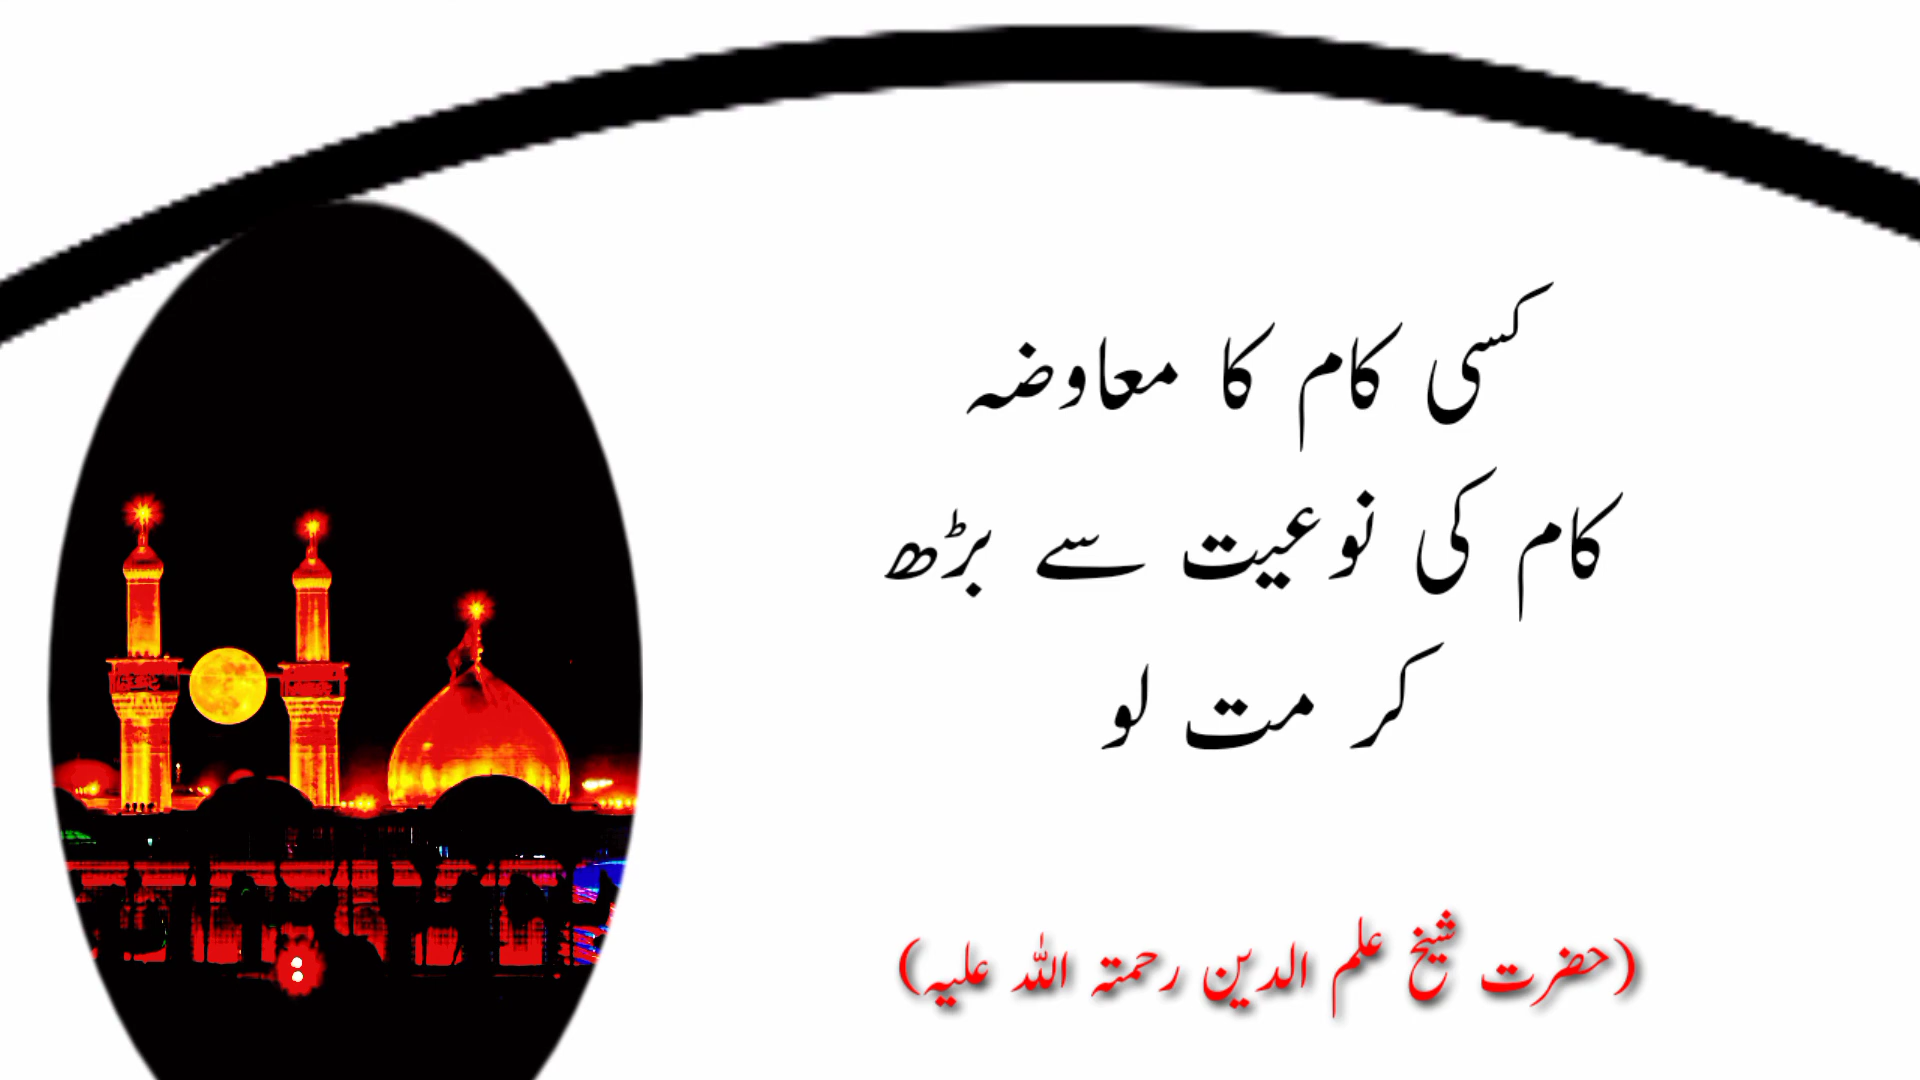 کسی کام کا معاوضہ
کام کی نوعیت سے بڑھ
کر مت لو
(حضرت شیخ علم الدین رحمتہ اللہ علیہ)